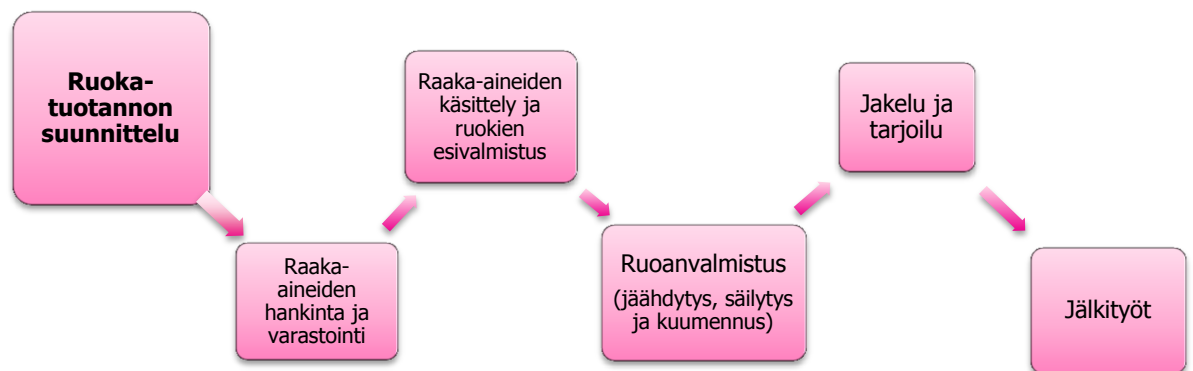 Ruoka-
tuotannon
suunnittelu
Raaka-
aineiden
hankinta ja
varastointi
Raaka-aineiden
käsittely ja
ruokien
esivalmistus
Ruoanvalmistus
(jäähdytys, säilytys
ja kuumennus)
Jakelu ja
tarjoilu
Jälkityöt